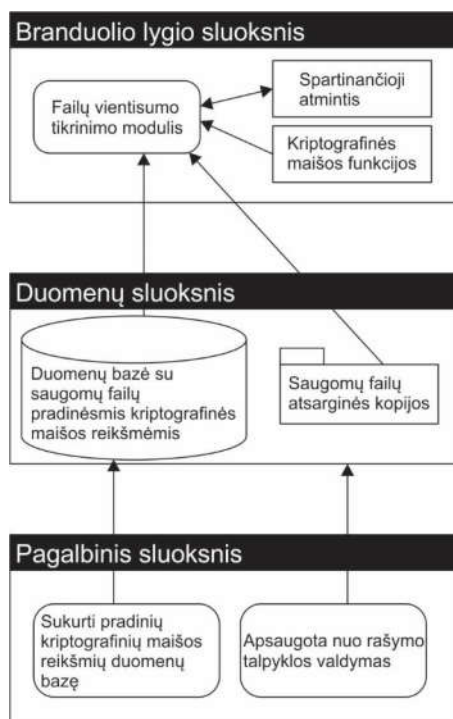 Branduolio lygio sluoksnis
Failų vientisumo
tikrinimo modulis
Spartinančioji
atmintis
Kriptografinės
maišos funkcijos
Duomenų sluoksnis
Duomenų bazė su
saugomų failų
pradinėsmis kriptografinės
maišos reikšmėmis
Saugomų failų
atsarginės kopijos
Pagalbinis sluoksnis
Sukurti pradinių
kriptografinių maišos
reikšmių duomenų
bazę
Apsaugota nuo rašymo
talpyklos valdymas